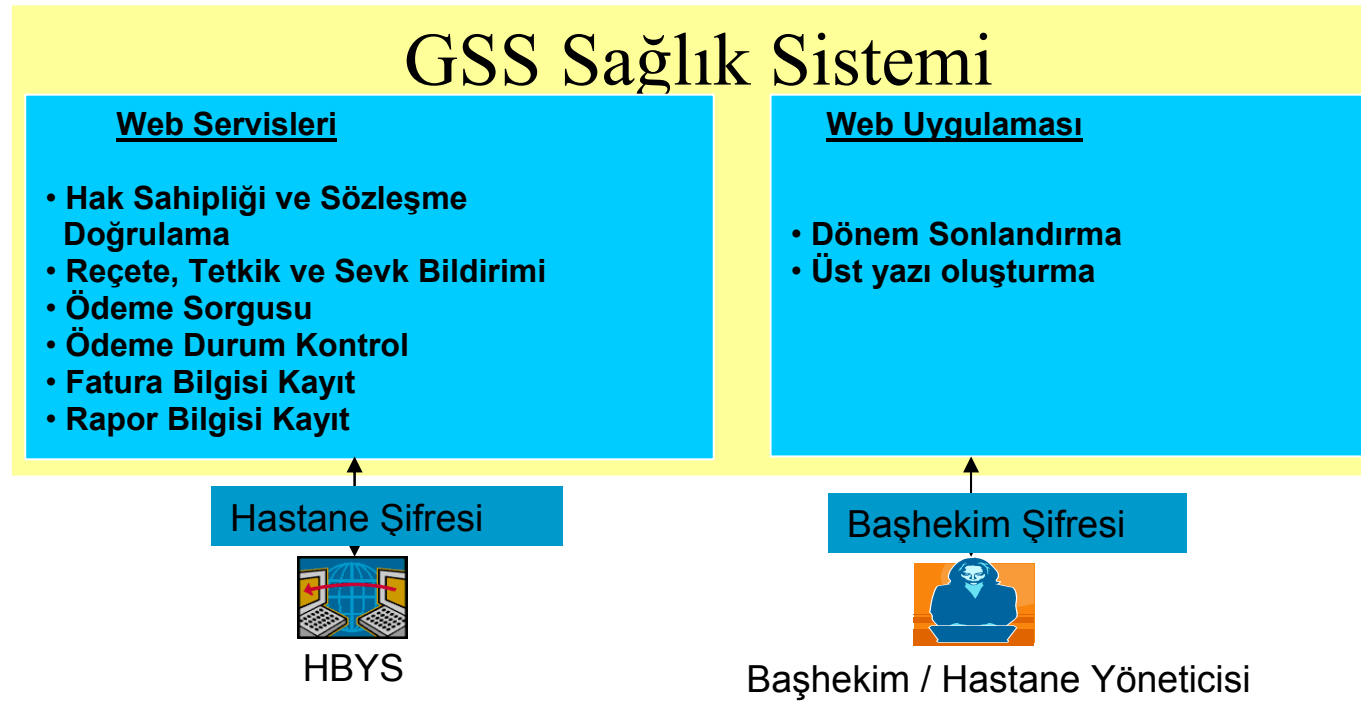 GSS Sağlık Sistemi
Web Servisleri
• Hak Sahipliği ve Sözleşme
Doğrulama
• Reçete, Tetkik ve Sevk Bildirimi
• Ödeme Sorgusu
• Ödeme Durum Kontrol
• Fatura Bilgisi Kayıt
• Rapor Bilgisi Kayıt
Web Uygulaması
• Dönem Sonlandırma
• Üst yazı oluşturma
Hastane Şifresi
HBYS
Başhekim Şifresi
Başhekim / Hastane Yöneticisi